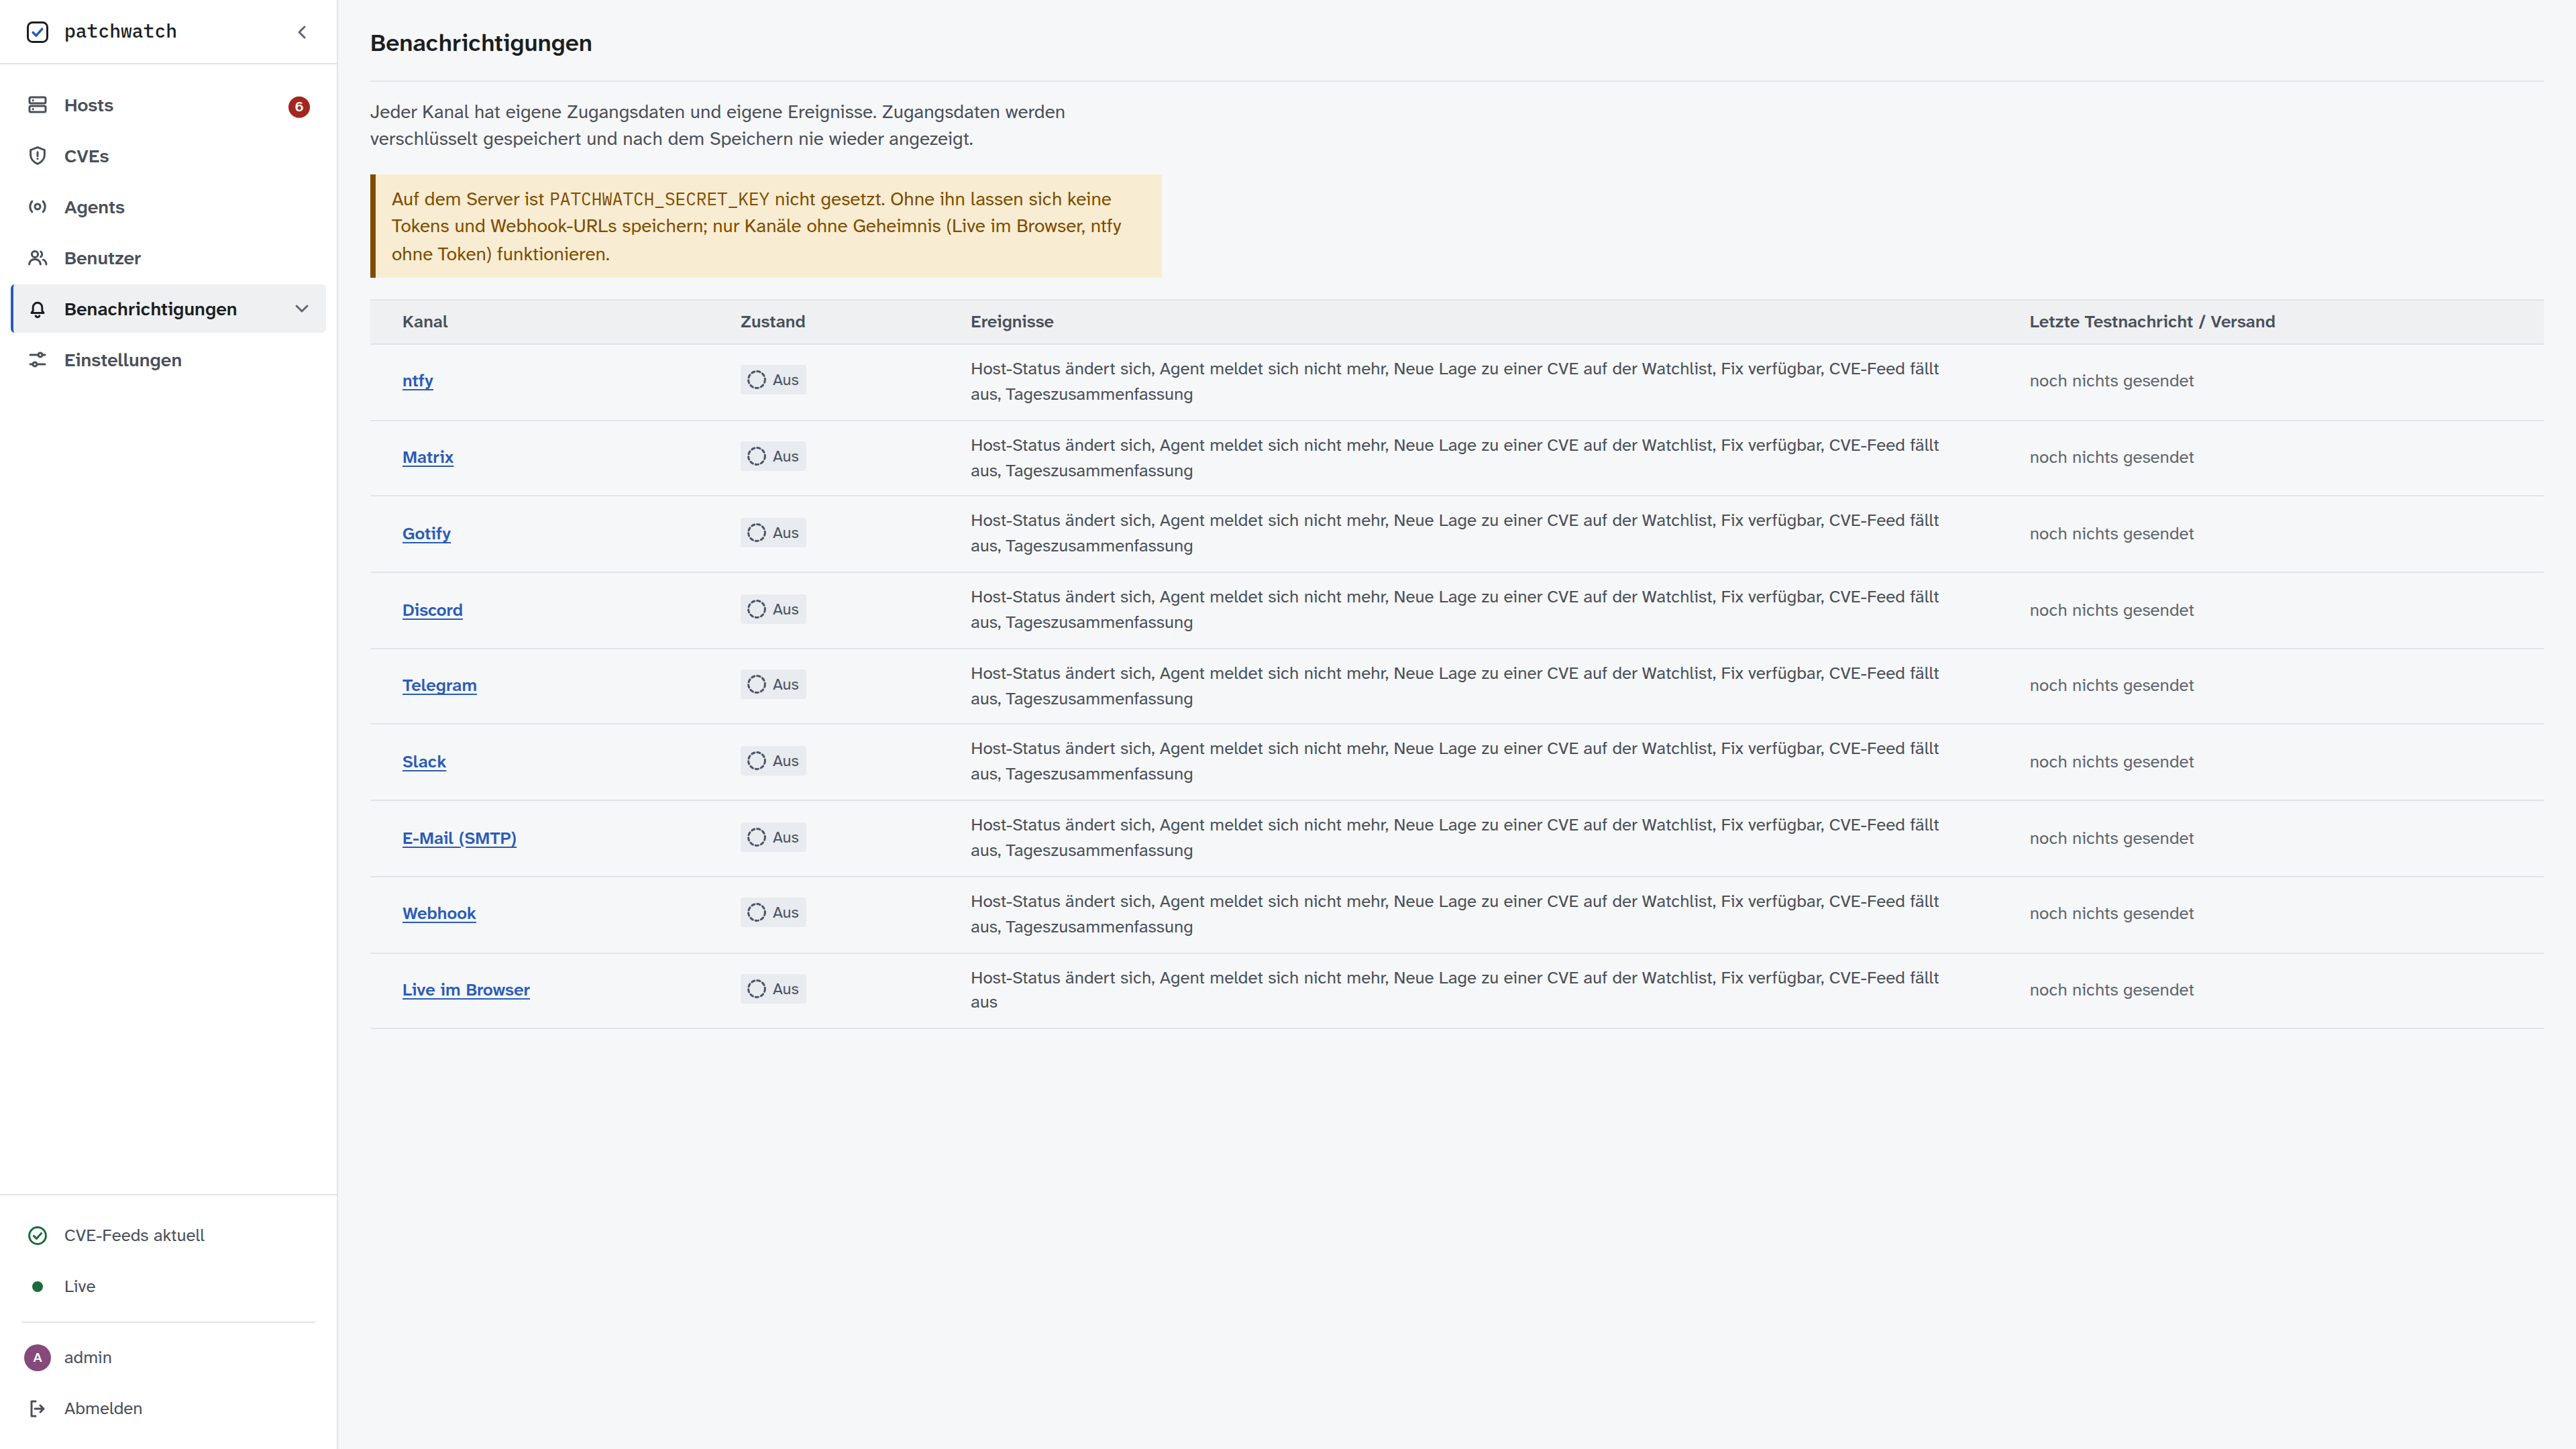 patchwatch
Hosts 6
CVEs
Agents
Benutzer
Benachrichtigungen
Einstellungen
CVE-Feeds aktuell
Live
A admin
Abmelden
Benachrichtigungen
Jeder Kanal hat eigene Zugangsdaten und eigene Ereignisse. Zugangsdaten werden
verschlüsselt gespeichert und nach dem Speichern nie wieder angezeigt.
Auf dem Server ist PATCHWATCH_SECRET_KEY nicht gesetzt. Ohne ihn lassen sich keine
Tokens und Webhook-URLs speichern; nur Kanäle ohne Geheimnis (Live im Browser, ntfy
ohne Token) funktionieren.
Kanal Zustand Ereignisse Letzte Testnachricht / Versand
ntfy Aus Host-Status ändert sich, Agent meldet sich nicht mehr, Neue Lage zu einer CVE auf der Watchlist, Fix verfügbar, CVE-Feed fällt
aus, Tageszusammenfassung noch nichts gesendet
Matrix Aus Host-Status ändert sich, Agent meldet sich nicht mehr, Neue Lage zu einer CVE auf der Watchlist, Fix verfügbar, CVE-Feed fällt
aus, Tageszusammenfassung noch nichts gesendet
Gotify Aus Host-Status ändert sich, Agent meldet sich nicht mehr, Neue Lage zu einer CVE auf der Watchlist, Fix verfügbar, CVE-Feed fällt
aus, Tageszusammenfassung noch nichts gesendet
Discord Aus Host-Status ändert sich, Agent meldet sich nicht mehr, Neue Lage zu einer CVE auf der Watchlist, Fix verfügbar, CVE-Feed fällt
aus, Tageszusammenfassung noch nichts gesendet
Telegram Aus Host-Status ändert sich, Agent meldet sich nicht mehr, Neue Lage zu einer CVE auf der Watchlist, Fix verfügbar, CVE-Feed fällt
aus, Tageszusammenfassung noch nichts gesendet
Slack Aus Host-Status ändert sich, Agent meldet sich nicht mehr, Neue Lage zu einer CVE auf der Watchlist, Fix verfügbar, CVE-Feed fällt
aus, Tageszusammenfassung noch nichts gesendet
E-Mail (SMTP) Aus Host-Status ändert sich, Agent meldet sich nicht mehr, Neue Lage zu einer CVE auf der Watchlist, Fix verfügbar, CVE-Feed fällt
aus, Tageszusammenfassung noch nichts gesendet
Webhook Aus Host-Status ändert sich, Agent meldet sich nicht mehr, Neue Lage zu einer CVE auf der Watchlist, Fix verfügbar, CVE-Feed fällt
aus, Tageszusammenfassung noch nichts gesendet
Live im Browser Aus Host-Status ändert sich, Agent meldet sich nicht mehr, Neue Lage zu einer CVE auf der Watchlist, Fix verfügbar, CVE-Feed fällt
aus noch nichts gesendet